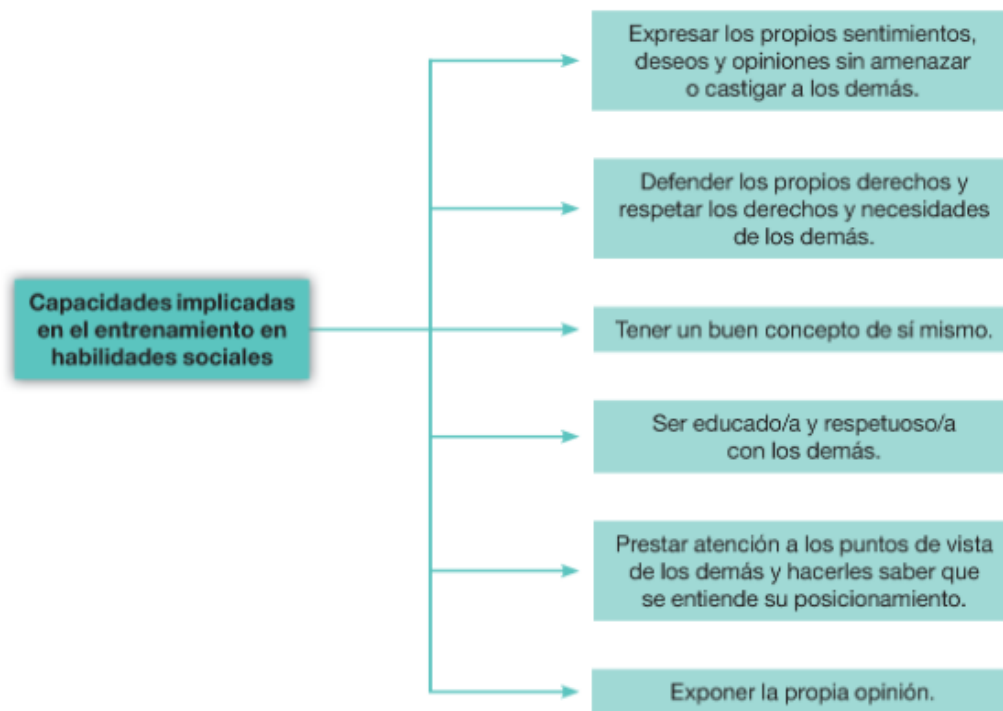 Capacidades implicadas
en el entrenamiento en
habilidades sociales
Expresar los propios sentimientos,
deseos y opiniones sin amenazar
o castigar a los demás.
Defender los propios derechos y
respetar los derechos y necesidades
de los demás.
Tener un buen concepto de sí mismo.
Ser educado/a y respetuoso/a
con los demás.
Prestar atención a los puntos de vista
de los demás y hacerles saber que
se entiende su posicionamiento.
Exponer la propia opinión.